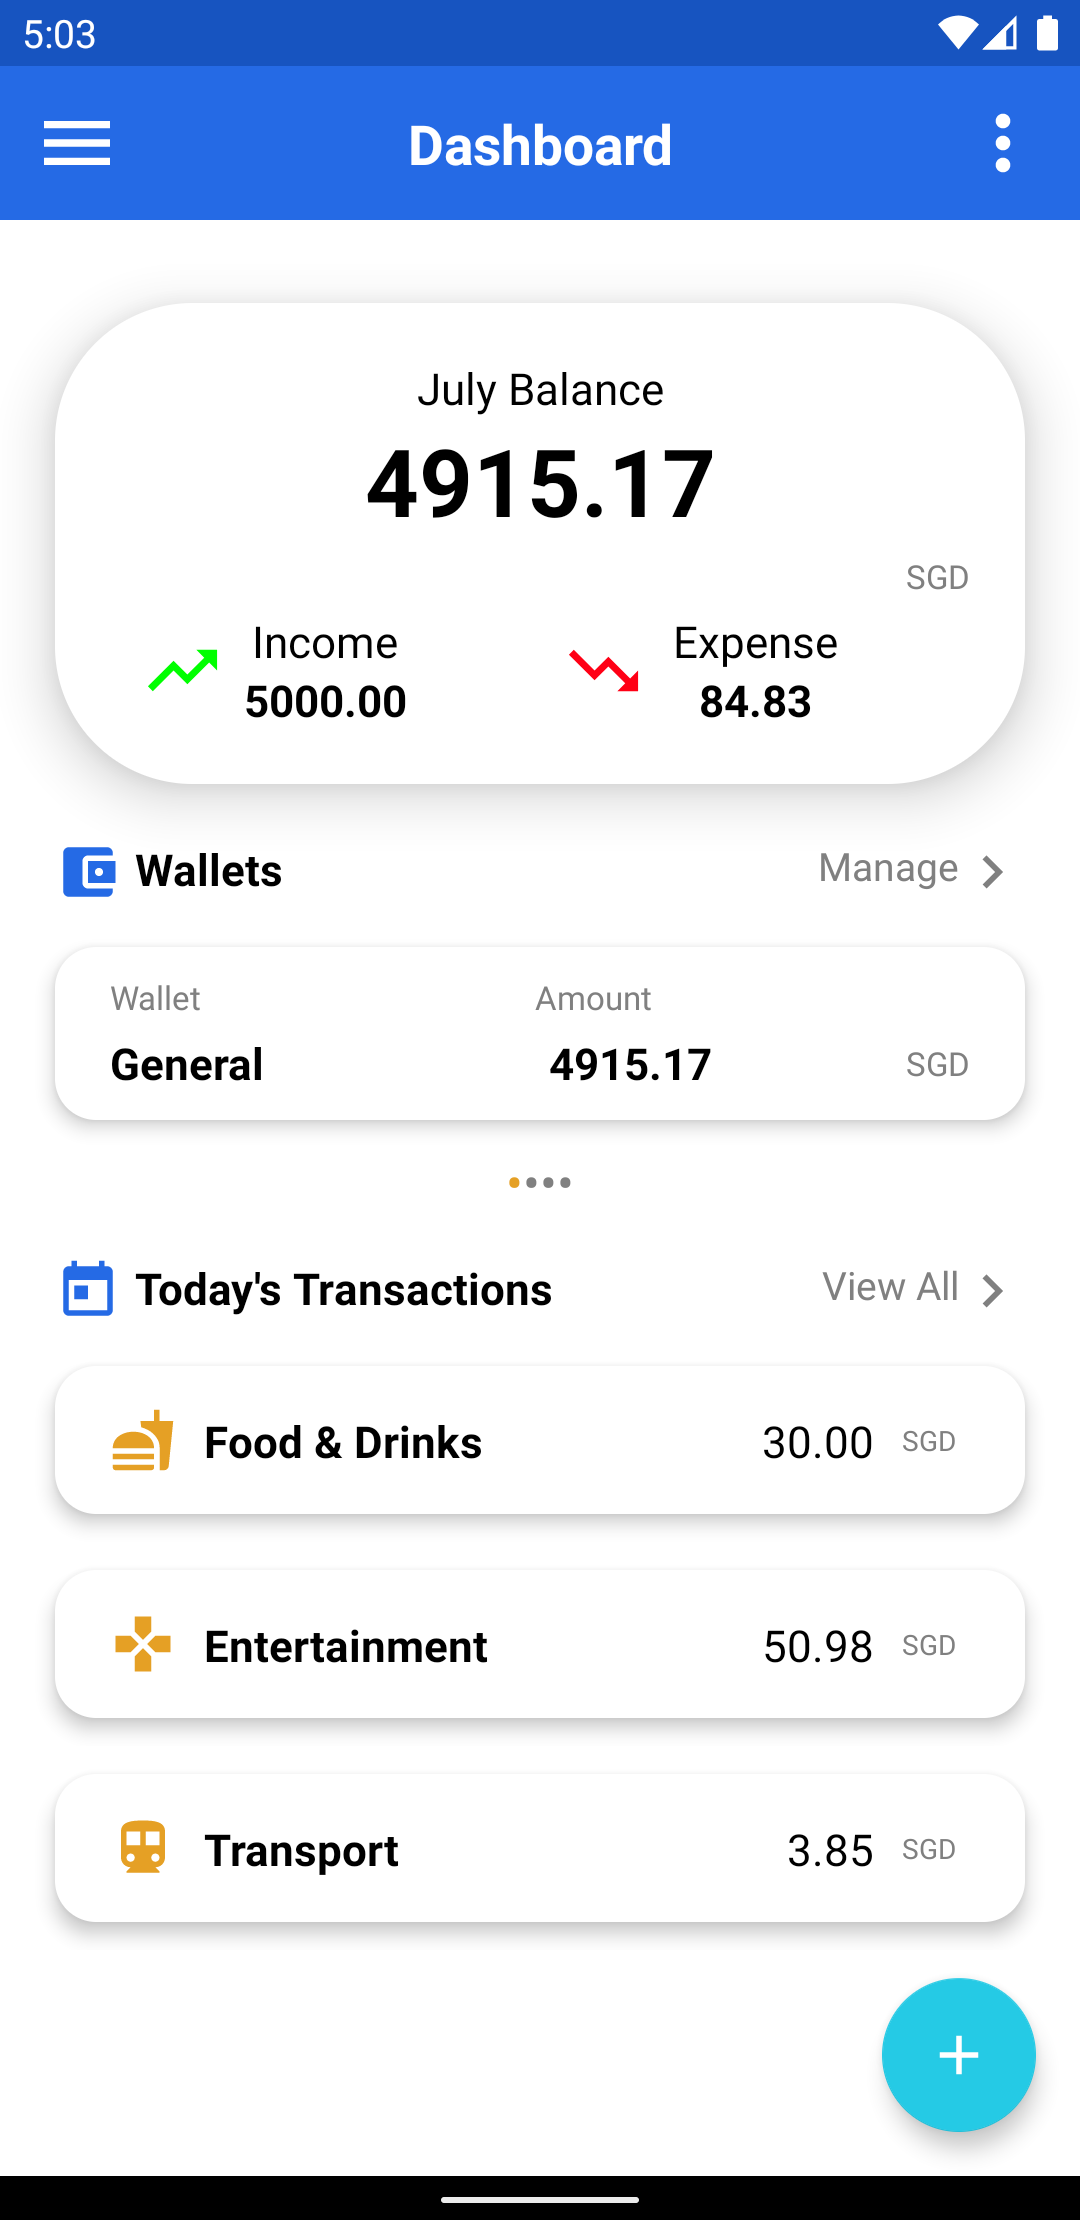 5:03
Dashboard
July Balance
4915.17
SGD
Income Expense
5000.00 84.83
Wallets Manage
Wallet Amount
General 4915.17 SGD
Today's Transactions View All
Food & Drinks 30.00 SGD
Entertainment 50.98 SGD
Transport 3.85 SGD
+